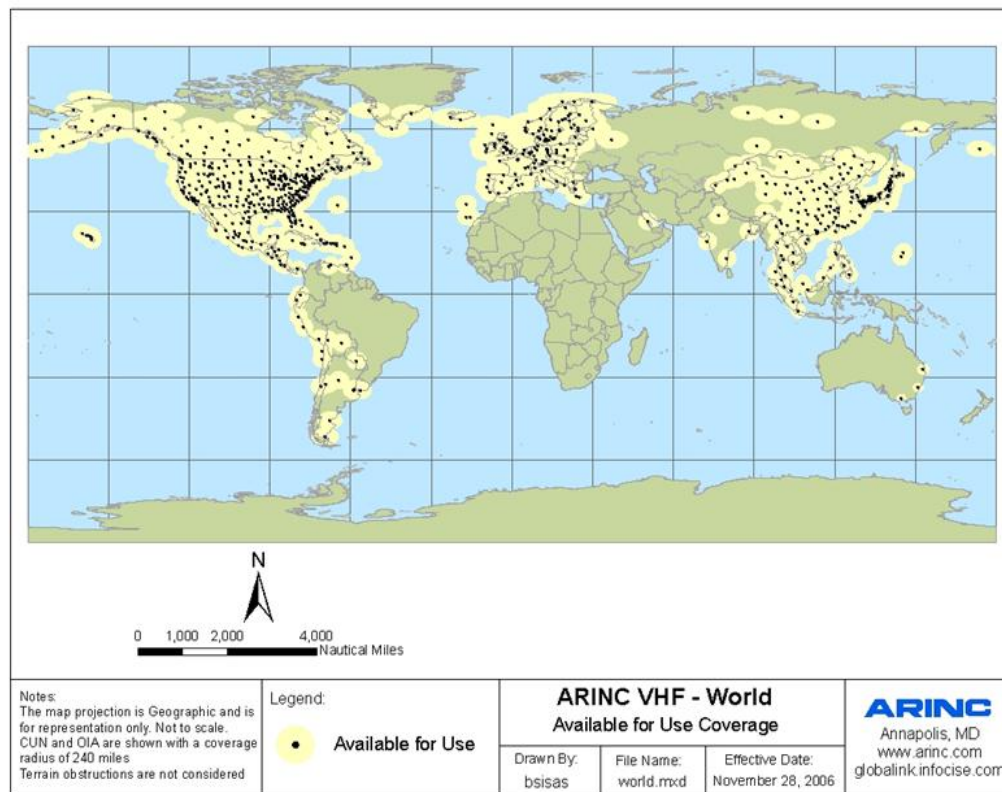 N
0 1,000 2,000 4,000
Nautical Miles
Notes:
The map projection is Geographic and is
for representation only. Not to scale.
CUN and OIA are shown with a coverage
radius of 240 miles
Terrain obstructions are not considered
Legend:
Available for Use
ARINC VHF - World
Available for Use Coverage
Drawn By:
bsisas
File Name:
world.mxd
Effective Date:
November 28, 2006
ARINC
Annapolis, MD
www.arinc.com
globalink.infocise.com